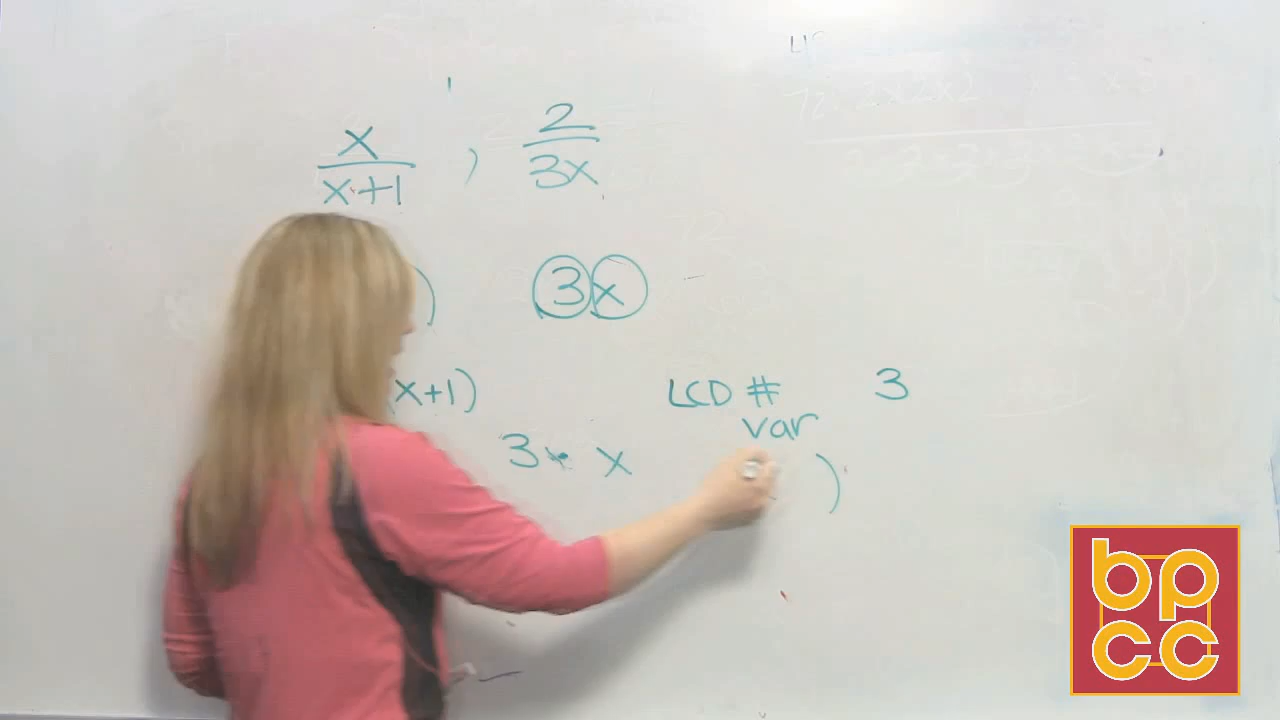 x/(x+1) , 2/(3x)
) 3x
(x+1) LCD # 3
var
3 x )
bpcc